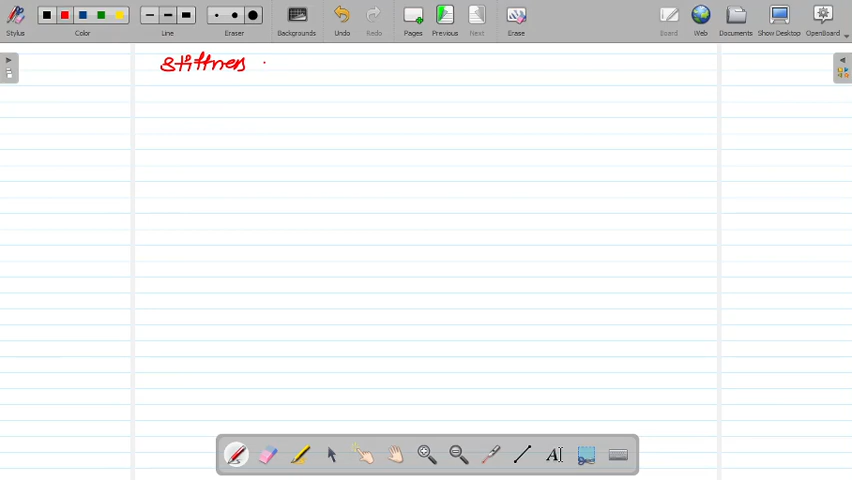 Stylus
Color
Line
Eraser
Backgrounds
Undo
Redo
Pages
Previous
Next
Erase
Board
Web
Documents
Show Desktop
OpenBoard
stiffness